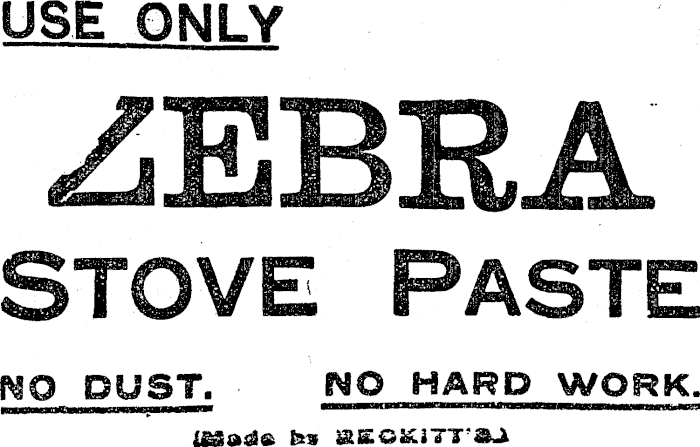 USE ONLY
ZEBRA
STOVE PASTE
NO DUST. NO HARD WORK.
(Made by RECKITT'S.)